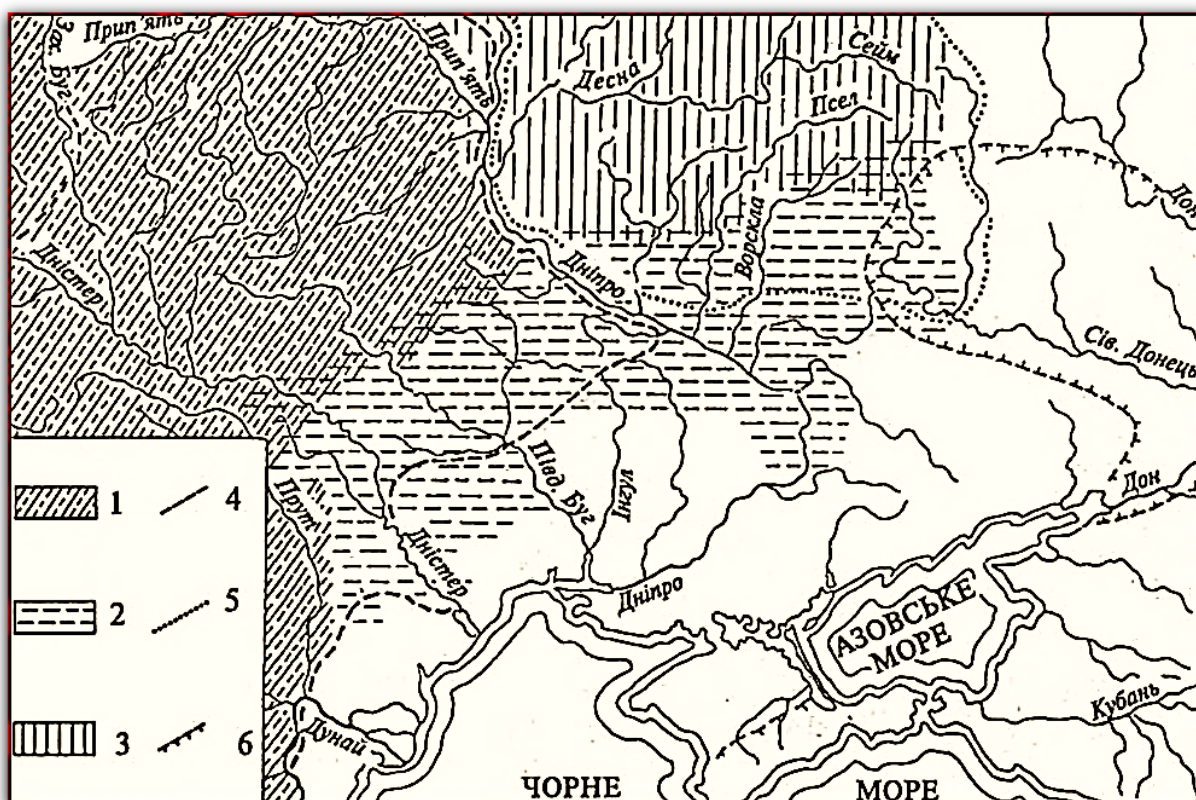 Прип'ять
Зах. Буг
Прип'ять
Десна
Сейм
Псел
Дон
Ворскла
Дністер
Дніпро
Сів. Донець
Прут
Дністер
Півд. Буг
Інгул
Дніпро
Дон
АЗОВСЬКЕ
МОРЕ
Кубань
Дунай
ЧОРНЕ МОРЕ
1
2
3
4
5
6